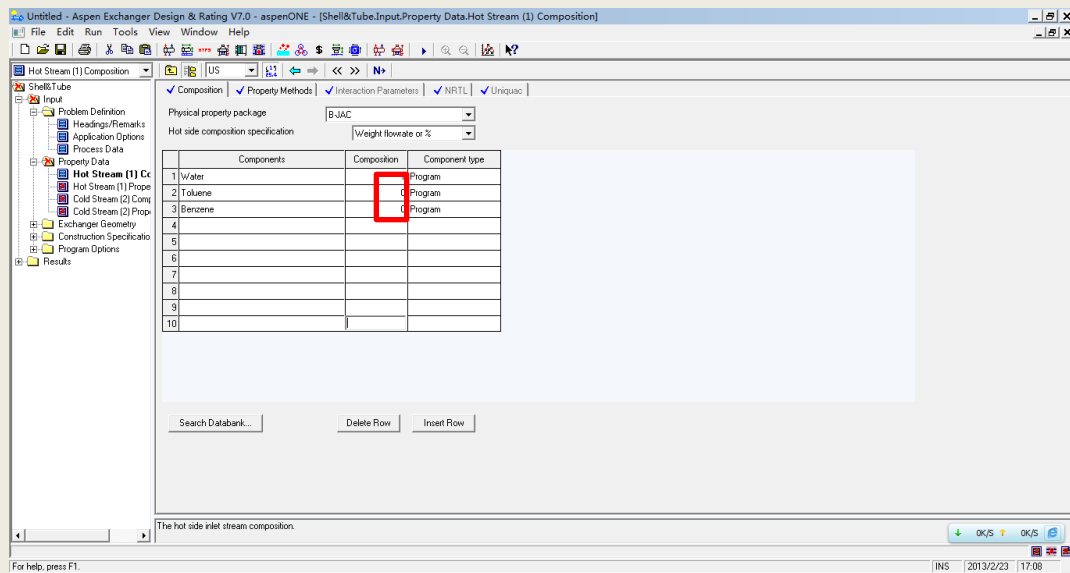 Untitled - Aspen Exchanger Design & Rating V7.0 - aspenONE - [Shell&Tube.Input.Property Data.Hot Stream (1) Composition]
File Edit Run Tools View Window Help
Hot Stream (1) Composition US
Shell&Tube
Input
Problem Definition
Headings/Remarks
Application Options
Process Data
Property Data
Hot Stream (1) Cc
Hot Stream (1) Prope
Cold Stream (2) Comp
Cold Stream (2) Prope
Exchanger Geometry
Construction Specificatio
Program Options
Results
Composition Property Methods Interaction Parameters NRTL Uniquac
Physical property package B-JAC
Hot side composition specification Weight flowrate or %
Components Composition Component type
1 Water Program
2 Toluene 0 Program
3 Benzene 0 Program
4
5
6
7
8
9
10
Search Databank... Delete Row Insert Row
The hot side inlet stream composition.
0K/S 0K/S
For help, press F1. INS 2013/2/23 17:08